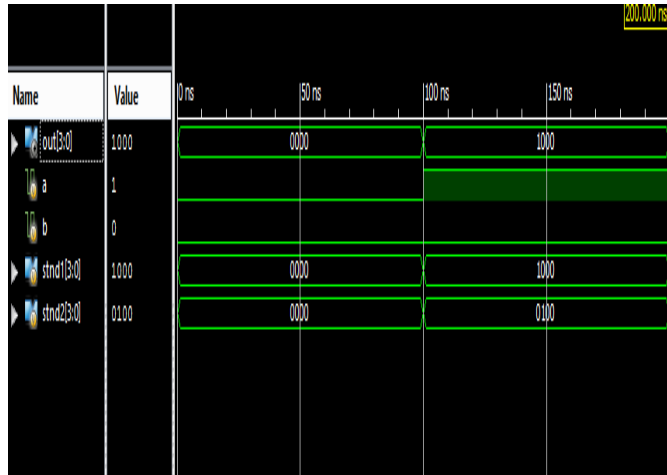 200.000 ns
Name Value 0 ns 50 ns 100 ns 150 ns
out[3:0] 1000 0000 1000
a 1
b 0
stnd1[3:0] 1000 0000 1000
stnd2[3:0] 0100 0000 0100